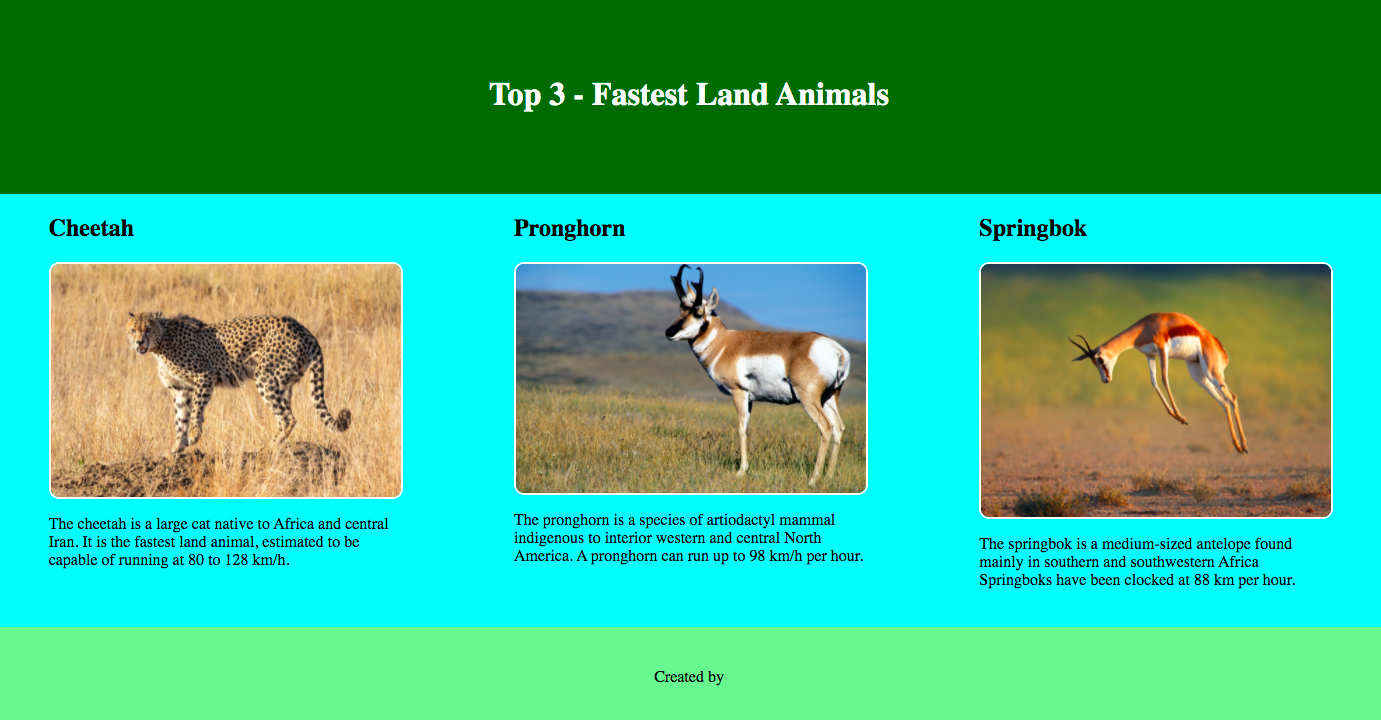 Top 3 - Fastest Land Animals
Cheetah
The cheetah is a large cat native to Africa and central
Iran. It is the fastest land animal, estimated to be
capable of running at 80 to 128 km/h.
Pronghorn
The pronghorn is a species of artiodactyl mammal
indigenous to interior western and central North
America. A pronghorn can run up to 98 km/h per hour.
Springbok
The springbok is a medium-sized antelope found
mainly in southern and southwestern Africa
Springboks have been clocked at 88 km per hour.
Created by